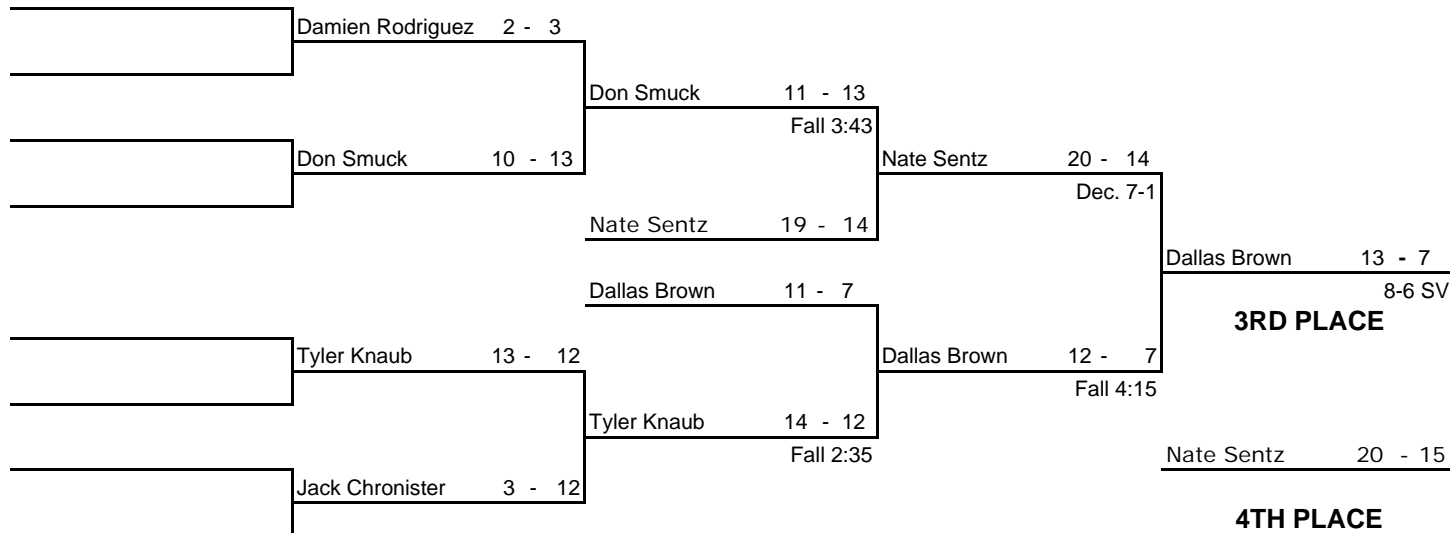 Damien Rodriguez 2 - 3
Don Smuck 11 - 13
Fall 3:43
Don Smuck 10 - 13
Nate Sentz 20 - 14
Dec. 7-1
Nate Sentz 19 - 14
Dallas Brown 13 - 7
8-6 SV
3RD PLACE
Dallas Brown 11 - 7
Tyler Knaub 13 - 12
Dallas Brown 12 - 7
Fall 4:15
Tyler Knaub 14 - 12
Fall 2:35
Nate Sentz 20 - 15
4TH PLACE
Jack Chronister 3 - 12